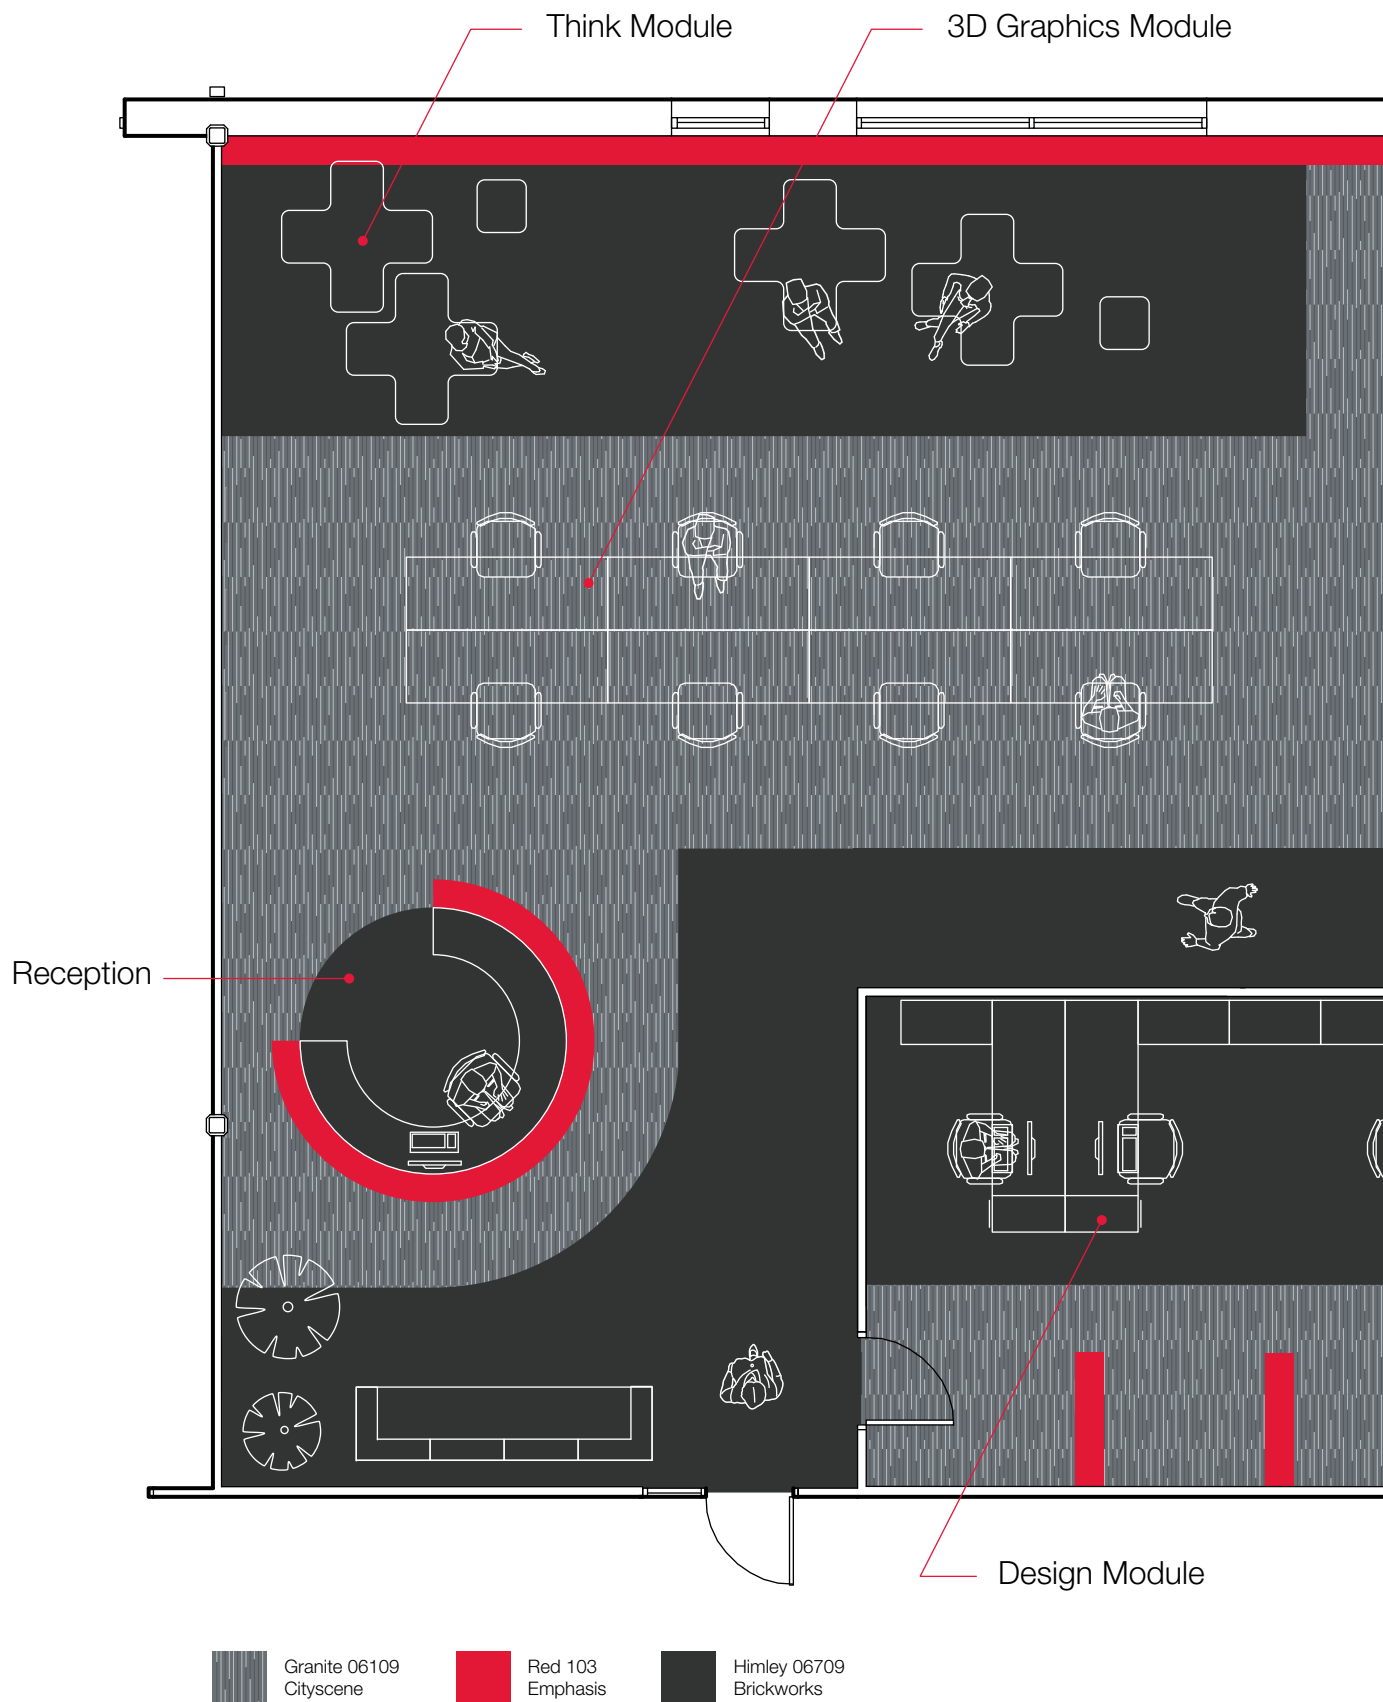 Think Module
3D Graphics Module
Reception
Design Module
Granite 06109
Cityscene
Red 103
Emphasis
Himley 06709
Brickworks